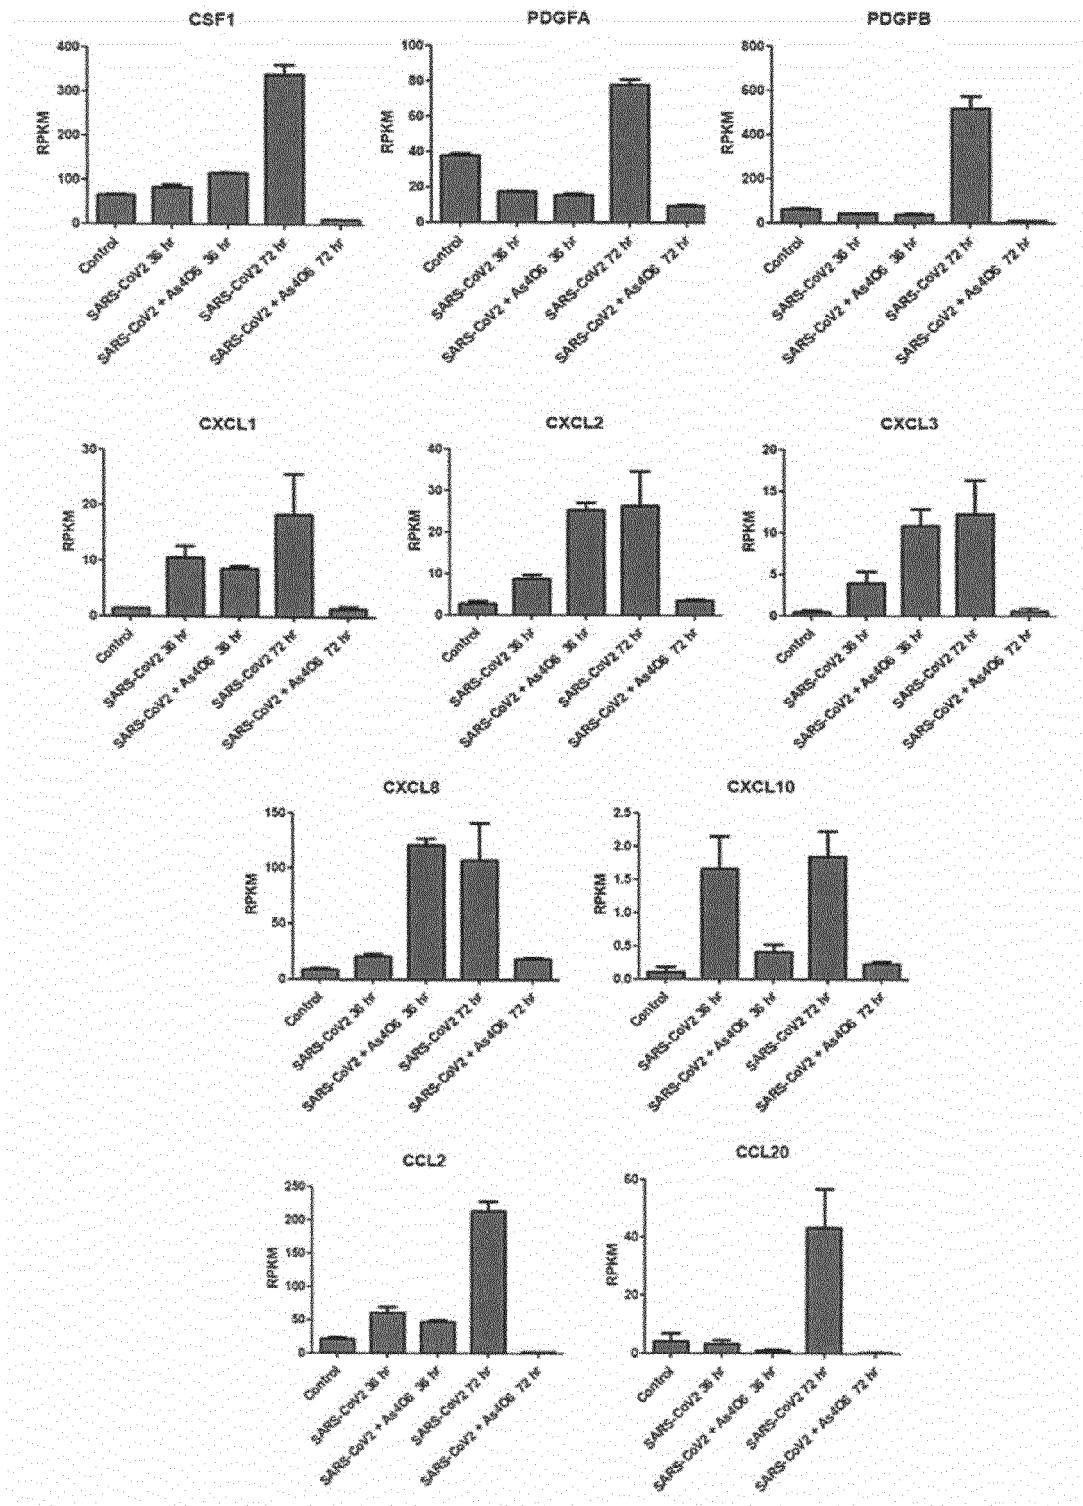 CSF1
RPKM
400
300
200
100
0
Control
SARS-CoV2 36 hr
SARS-CoV2 + As4O6 36 hr
SARS-CoV2 72 hr
SARS-CoV2 + As4O6 72 hr
PDGFA
RPKM
100
80
60
40
20
0
Control
SARS-CoV2 36 hr
SARS-CoV2 + As4O6 36 hr
SARS-CoV2 72 hr
SARS-CoV2 + As4O6 72 hr
PDGFB
RPKM
800
600
400
200
0
Control
SARS-CoV2 36 hr
SARS-CoV2 + As4O6 36 hr
SARS-CoV2 72 hr
SARS-CoV2 + As4O6 72 hr
CXCL1
RPKM
30
20
10
0
Control
SARS-CoV2 36 hr
SARS-CoV2 + As4O6 36 hr
SARS-CoV2 72 hr
SARS-CoV2 + As4O6 72 hr
CXCL2
RPKM
40
30
20
10
0
Control
SARS-CoV2 36 hr
SARS-CoV2 + As4O6 36 hr
SARS-CoV2 72 hr
SARS-CoV2 + As4O6 72 hr
CXCL3
RPKM
20
15
10
5
0
Control
SARS-CoV2 36 hr
SARS-CoV2 + As4O6 36 hr
SARS-CoV2 72 hr
SARS-CoV2 + As4O6 72 hr
CXCL8
RPKM
150
100
50
0
Control
SARS-CoV2 36 hr
SARS-CoV2 + As4O6 36 hr
SARS-CoV2 72 hr
SARS-CoV2 + As4O6 72 hr
CXCL10
RPKM
2.5
2.0
1.5
1.0
0.5
0.0
Control
SARS-CoV2 36 hr
SARS-CoV2 + As4O6 36 hr
SARS-CoV2 72 hr
SARS-CoV2 + As4O6 72 hr
CCL2
RPKM
250
200
150
100
50
0
Control
SARS-CoV2 36 hr
SARS-CoV2 + As4O6 36 hr
SARS-CoV2 72 hr
SARS-CoV2 + As4O6 72 hr
CCL20
RPKM
60
40
20
0
Control
SARS-CoV2 36 hr
SARS-CoV2 + As4O6 36 hr
SARS-CoV2 72 hr
SARS-CoV2 + As4O6 72 hr